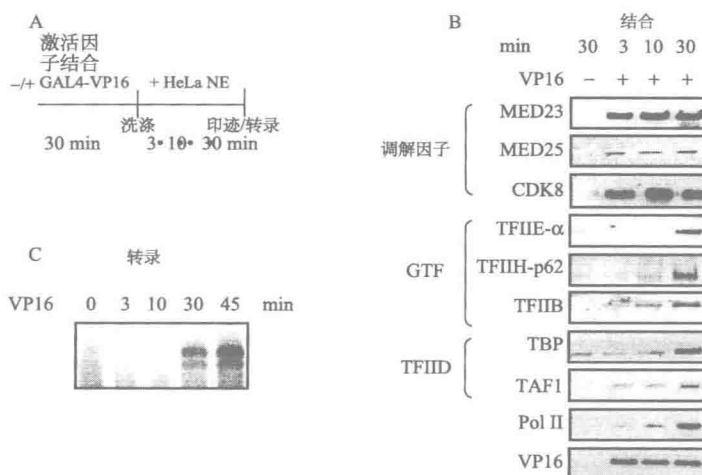 A
激活因
子结合
-/+ GAL4-VP16 + HeLa NE
洗涤 印迹/转录
30 min 3• 10• 30 min
C 转录
VP16 0 3 10 30 45 min
B 结合
min 30 3 10 30
VP16 − + + +
调解因子
MED23
MED25
CDK8
GTF
TFIIE-α
TFIIH-p62
TFIIB
TFIID
TBP
TAF1
Pol II
VP16